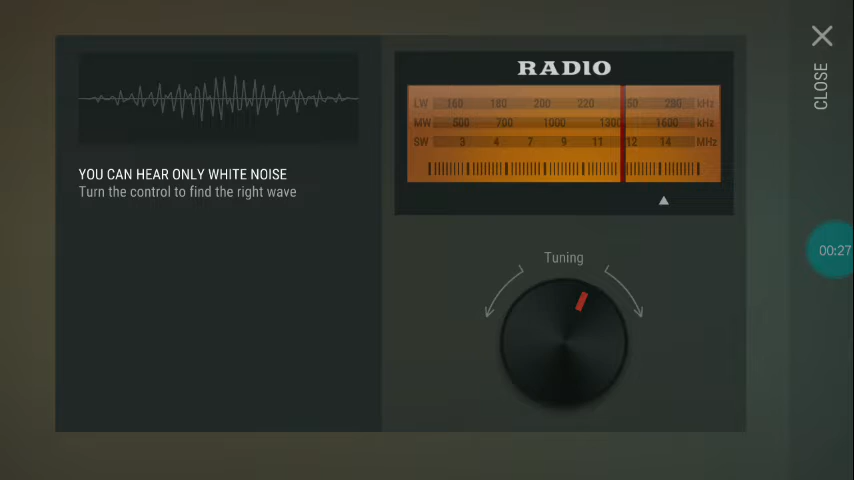 RADIO
LW 160 180 200 220 250 280 kHz
MW 500 700 1000 1300 1600 kHz
SW 3 4 7 9 11 12 14 MHz
YOU CAN HEAR ONLY WHITE NOISE
Turn the control to find the right wave
Tuning
CLOSE
00:27